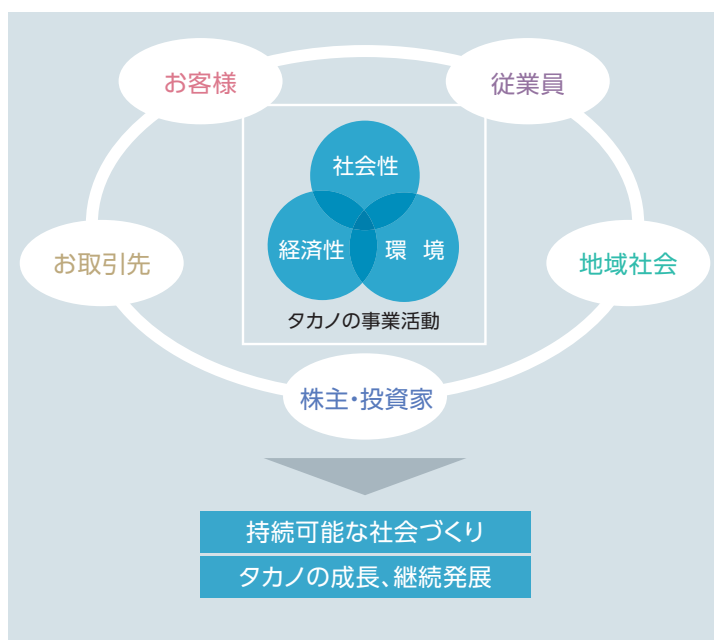 お客様
従業員
社会性
経済性
環 境
お取引先
地域社会
タカノの事業活動
株主・投資家
持続可能な社会づくり
タカノの成長、継続発展